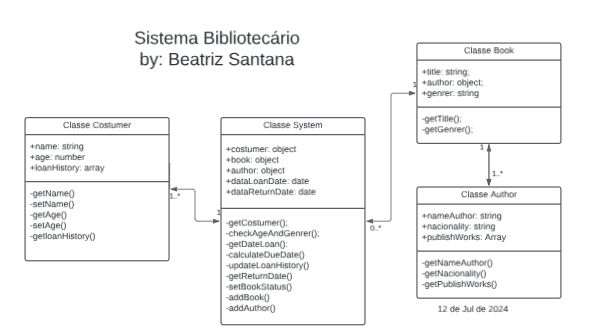 Sistema Bibliotecário
by: Beatriz Santana
Classe Costumer
+name: string
+age: number
+loanHistory: array
-getName()
-setName()
-getAge()
-setAge()
-getloanHistory()
1..*
1
Classe System
+costumer: object
+book: object
+author: object
+dataLoanDate: date
+dataReturnDate: date
-getCostumer();
-checkAgeAndGenrer();
-getDateLoan():
-calculateDueDate()
-updateLoanHistory()
-getReturnDate()
-setBookStatus()
-addBook()
-addAuthor()
0..*
1
Classe Book
+title: string;
+author: object;
+genrer: string
-getTitle();
-getGenrer();
1
1..*
Classe Author
+nameAuthor: string
+nacionality: string
+publishWorks: Array
-getNameAuthor()
-getNacionality()
-getPublishWorks()
12 de Jul de 2024